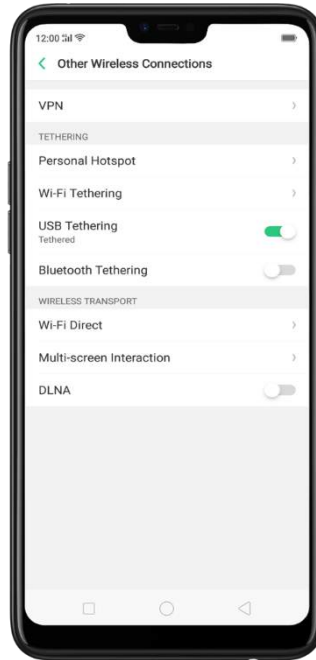 12:00
Other Wireless Connections
VPN
TETHERING
Personal Hotspot
Wi-Fi Tethering
USB Tethering
Tethered
Bluetooth Tethering
WIRELESS TRANSPORT
Wi-Fi Direct
Multi-screen Interaction
DLNA